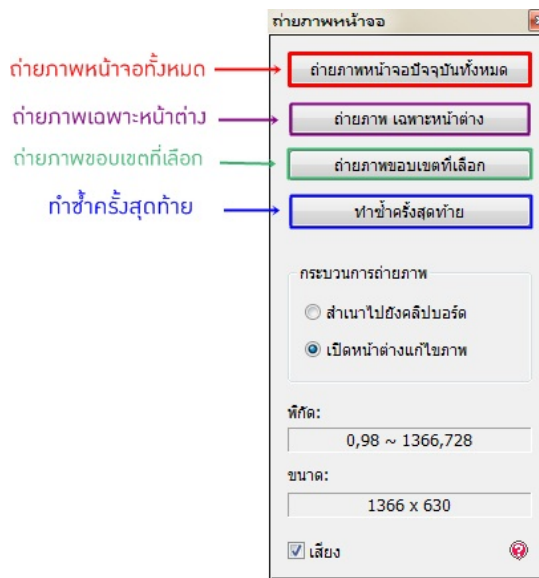 ถ่ายภาพหน้าจอ
ถ่ายภาพหน้าจอทั้งหมด
ถ่ายภาพหน้าจอปัจจุบันทั้งหมด
ถ่ายภาพเฉพาะหน้าต่าง
ถ่ายภาพ เฉพาะหน้าต่าง
ถ่ายภาพขอบเขตที่เลือก
ถ่ายภาพขอบเขตที่เลือก
ทำซ้ำครั้งสุดท้าย
ทำซ้ำครั้งสุดท้าย
กระบวนการถ่ายภาพ
สำเนาไปยังคลิปบอร์ด
เปิดหน้าต่างแก้ไขภาพ
พิกัด:
0,98 ~ 1366,728
ขนาด:
1366 x 630
เสียง